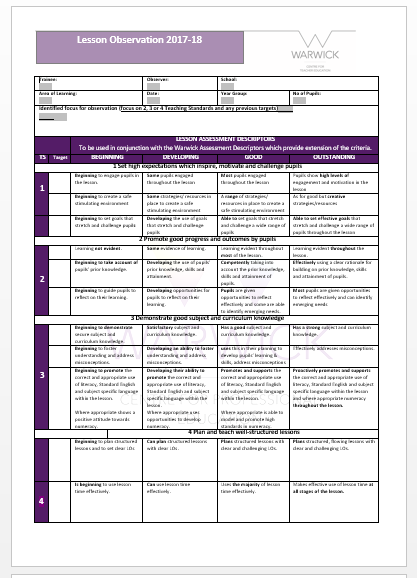 Lesson Observation 2017-18
WARWICK
CENTRE FOR
TEACHER EDUCATION
Trainee: Observer: School:
Area of Learning: Date: Year Group: No of Pupils:
Identified focus for observation (focus on 2, 3 or 4 Teaching Standards and any previous targets)
LESSON ASSESSMENT DESCRIPTORS
To be used in conjunction with the Warwick Assessment Descriptors which provide extension of the criteria.
TS Target BEGINNING DEVELOPING GOOD OUTSTANDING
1 Set high expectations which inspire, motivate and challenge pupils
1
Beginning to engage pupils in the lesson.
Some pupils engaged throughout the lesson
Most pupils engaged throughout the lesson
Pupils show high levels of engagement and motivation in the lesson
Beginning to create a safe stimulating environment
Some strategies/ resources in place to create a safe stimulating environment
A range of strategies/ resources in place to create a safe stimulating environment
As for good but creative strategies/resources
Beginning to set goals that stretch and challenge pupils
Developing the use of goals that stretch and challenge pupils.
Able to set goals that stretch and challenge a wide range of pupils
Able to set effective goals that stretch and challenge a wide range of pupils throughout the lesson
2 Promote good progress and outcomes by pupils
2
Learning not evident.
Some evidence of learning.
Learning evident throughout most of the lesson.
Learning evident throughout the lesson.
Beginning to take account of pupils' prior knowledge.
Developing the use of pupils' prior knowledge, skills and attainment.
Competently taking into account the prior knowledge, skills and attainment of pupils.
Effectively using a clear rationale for building on prior knowledge, skills and attainment of pupils.
Beginning to guide pupils to reflect on their learning.
Developing opportunities for pupils to reflect on their learning.
Pupils are given opportunities to reflect effectively and some are able to identify emerging needs
Most pupils are given opportunities to reflect effectively and can identify emerging needs
3 Demonstrate good subject and curriculum knowledge
3
Beginning to demonstrate secure subject and curriculum knowledge.
Satisfactory subject and curriculum knowledge.
Has a good subject and curriculum knowledge.
Has a strong subject and curriculum knowledge.
Beginning to foster understanding and address misconceptions.
Developing an ability to foster understanding and address misconceptions.
uses this in their planning to develop pupils' learning & skills, address misconceptions
Effectively addresses misconceptions
Beginning to promote the correct and appropriate use of literacy, Standard English and subject specific language within the lesson.
Developing their ability to promote the correct and appropriate use of literacy, Standard English and subject specific language within the lesson.
Promotes and supports the correct and appropriate use of literacy, Standard English and subject specific language within the lesson.
Proactively promotes and supports the correct and appropriate use of literacy, Standard English and subject specific language and where appropriate numeracy throughout the lesson.
Where appropriate shows a positive attitude towards numeracy.
Where appropriate uses opportunities to develop numeracy.
Where appropriate is able to model and promote high standards in numeracy.
4 Plan and teach well-structured lessons
4
Beginning to plan structured lessons and to set clear LOs.
Can plan structured lessons with clear LOs.
Plans structured lessons with clear and challenging LOs.
Plans structured, flowing lessons with clear and challenging LOs.
Is beginning to use lesson time effectively.
Can use lesson time effectively.
Uses the majority of lesson time effectively.
Makes effective use of lesson time at all stages of the lesson.